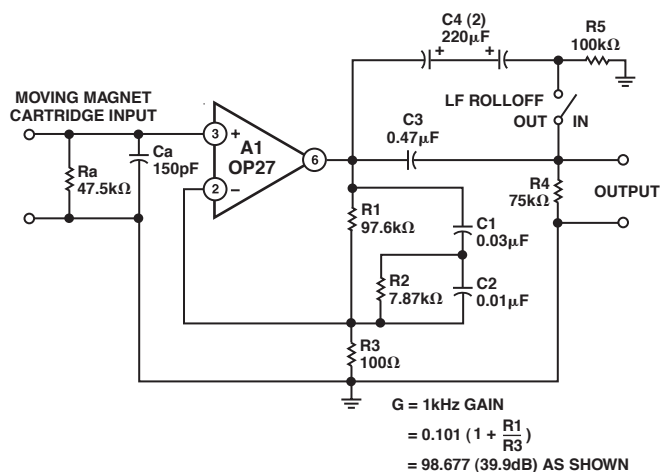 C4 (2)
220µF
+
+
R5
100kΩ
MOVING MAGNET
CARTRIDGE INPUT
LF ROLLOFF
OUT
IN
C3
0.47µF
Ra
47.5kΩ
Ca
150pF
3
+
A1
OP27
6
2
–
R4
75kΩ
OUTPUT
R1
97.6kΩ
C1
0.03µF
R2
7.87kΩ
C2
0.01µF
R3
100Ω
G = 1kHz GAIN
= 0.101 ( 1 + R1
R3 )
= 98.677 (39.9dB) AS SHOWN